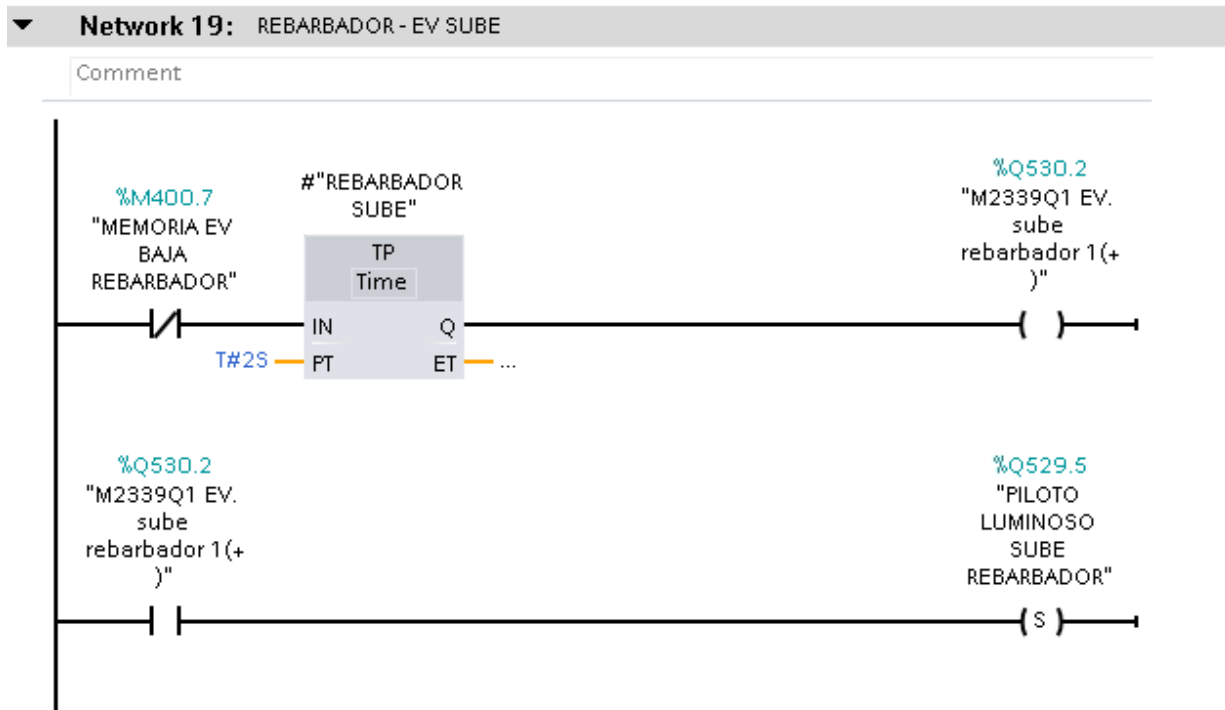 Network 19: REBARBADOR - EV SUBE
Comment
%M400.7
"MEMORIA EV
BAJA
REBARBADOR"
#"REBARBADOR
SUBE"
TP
Time
IN
Q
T#2S
PT
ET
...
%Q530.2
"M2339Q1 EV.
sube
rebarbador 1(+
)"
( )
%Q530.2
"M2339Q1 EV.
sube
rebarbador 1(+
)"
%Q529.5
"PILOTO
LUMINOSO
SUBE
REBARBADOR"
( S )